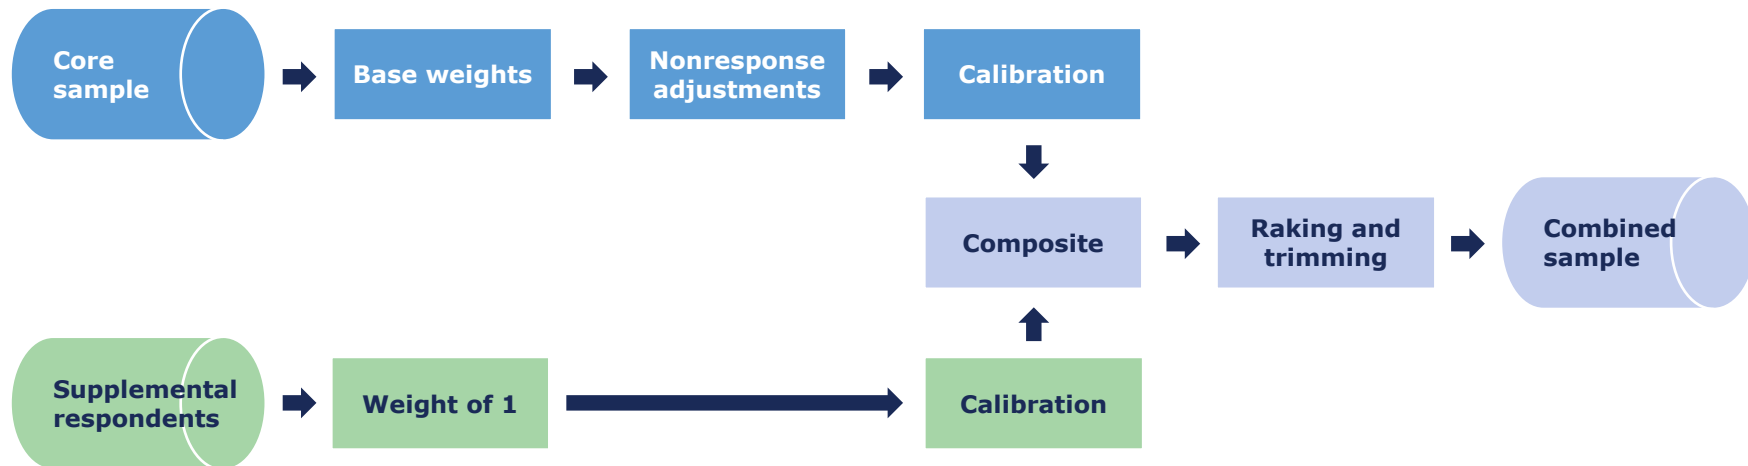 Core
sample
Base weights
Nonresponse
adjustments
Calibration
Composite
Raking and
trimming
Combined
sample
Supplemental
respondents
Weight of 1
Calibration